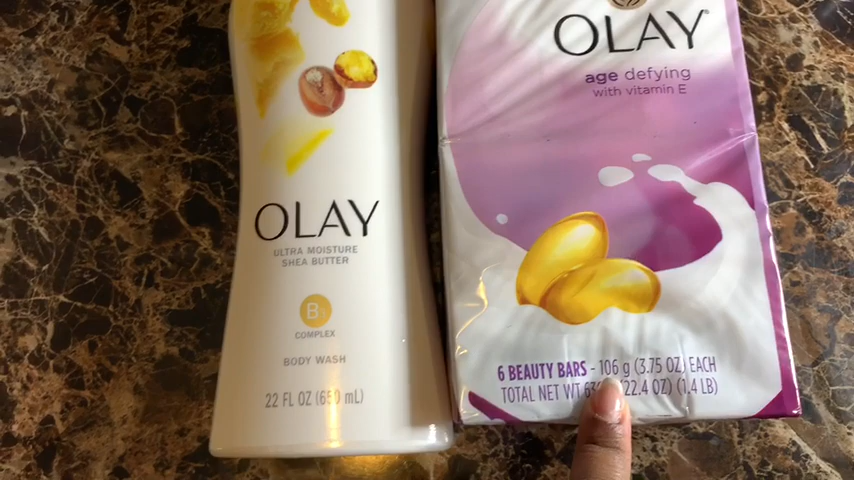 OLAY
ULTRA MOISTURE
SHEA BUTTER
B3
COMPLEX
BODY WASH
22 FL OZ (650 mL)
OLAY
age defying
with vitamin E
6 BEAUTY BARS - 106 g (3.75 OZ) EACH
TOTAL NET WT (22.4 OZ) (1.4 LB)